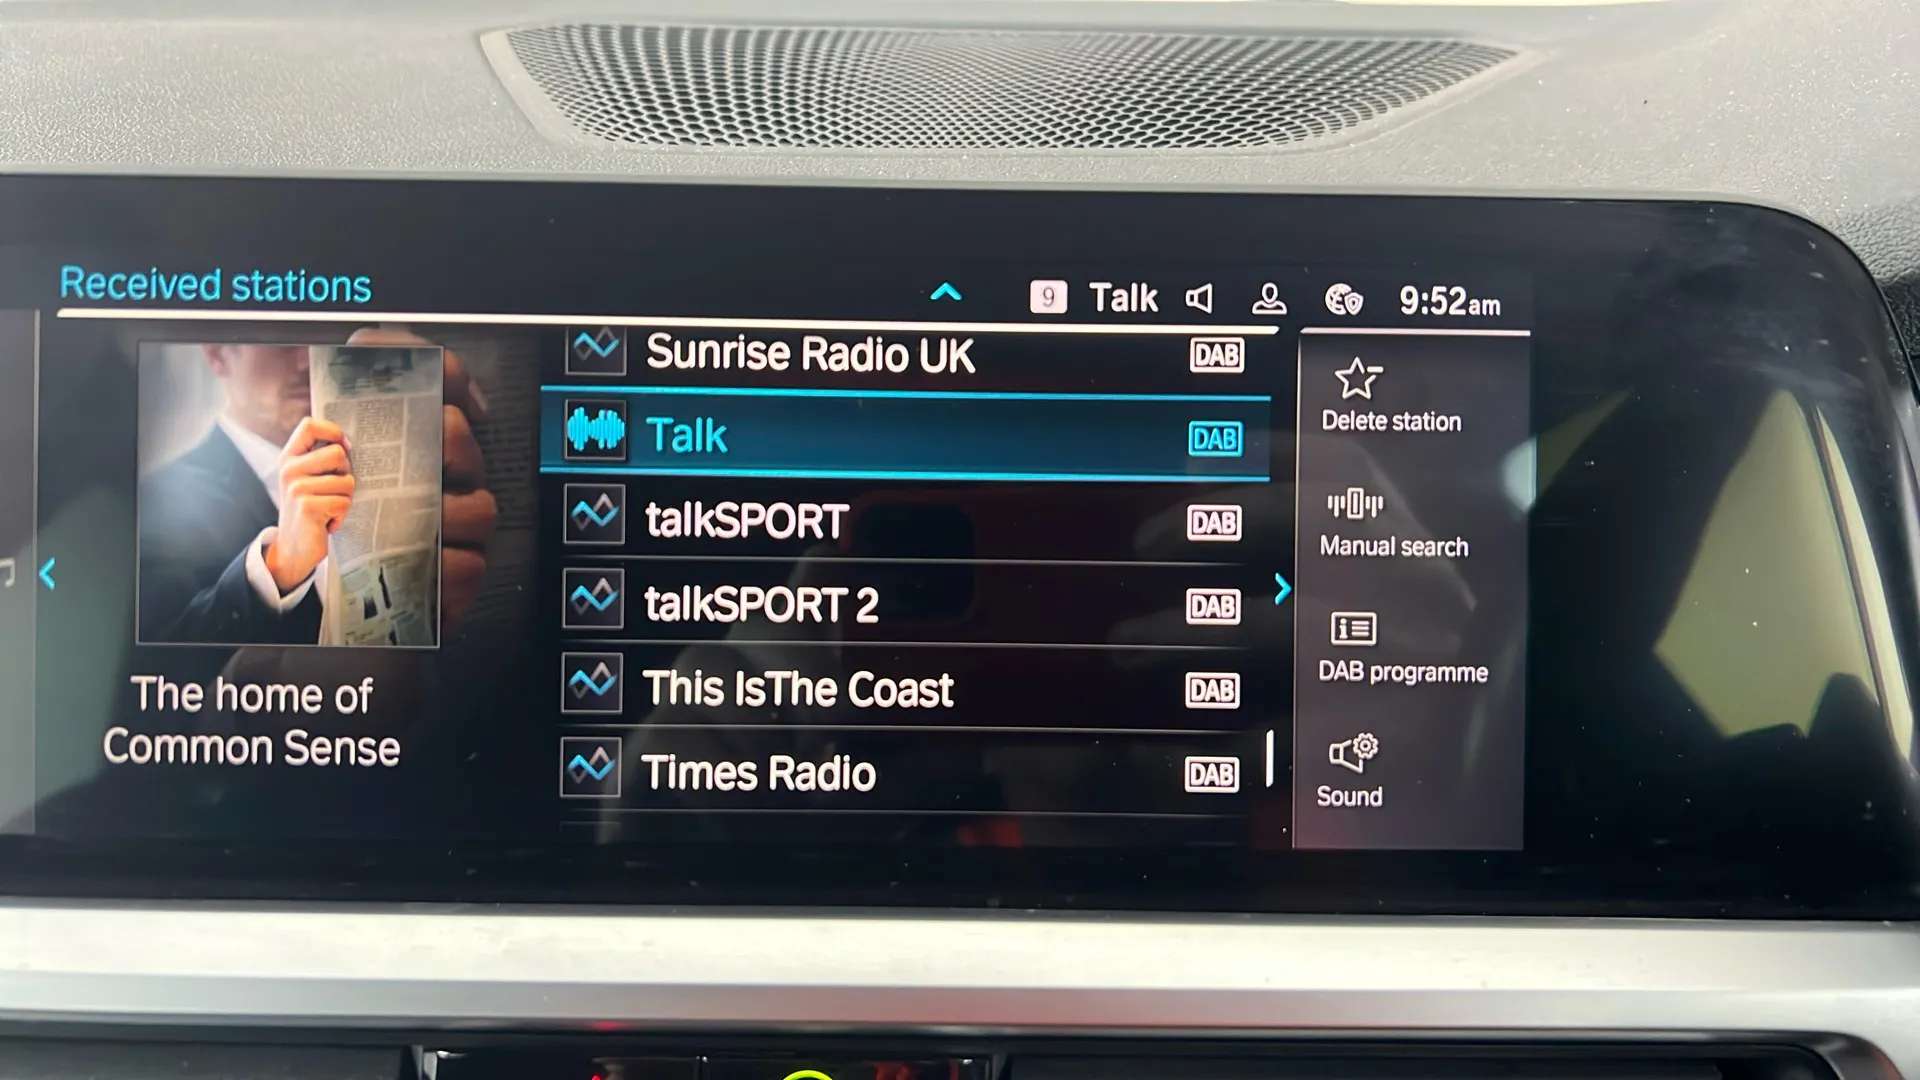 Received stations
9 Talk 9:52am
Sunrise Radio UK DAB
Talk DAB
talkSPORT DAB
talkSPORT 2 DAB
This IsThe Coast DAB
Times Radio DAB
The home of
Common Sense
Delete station
Manual search
DAB programme
Sound